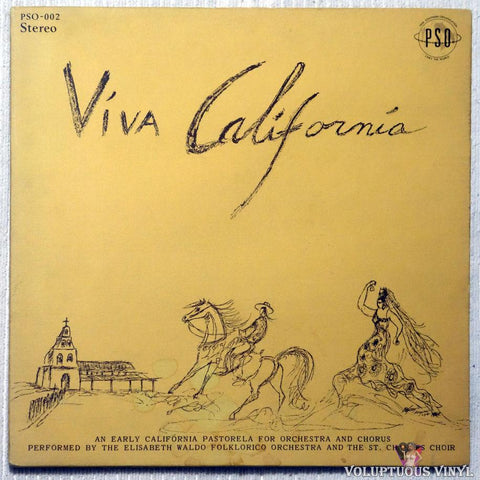 PSO-002
Stereo
PSO
Viva California
AN EARLY CALIFORNIA PASTORELA FOR ORCHESTRA AND CHORUS
PERFORMED BY THE ELISABETH WALDO FOLKLORICO ORCHESTRA AND THE ST. CHOIR
VOLUPTUOUS VINYL